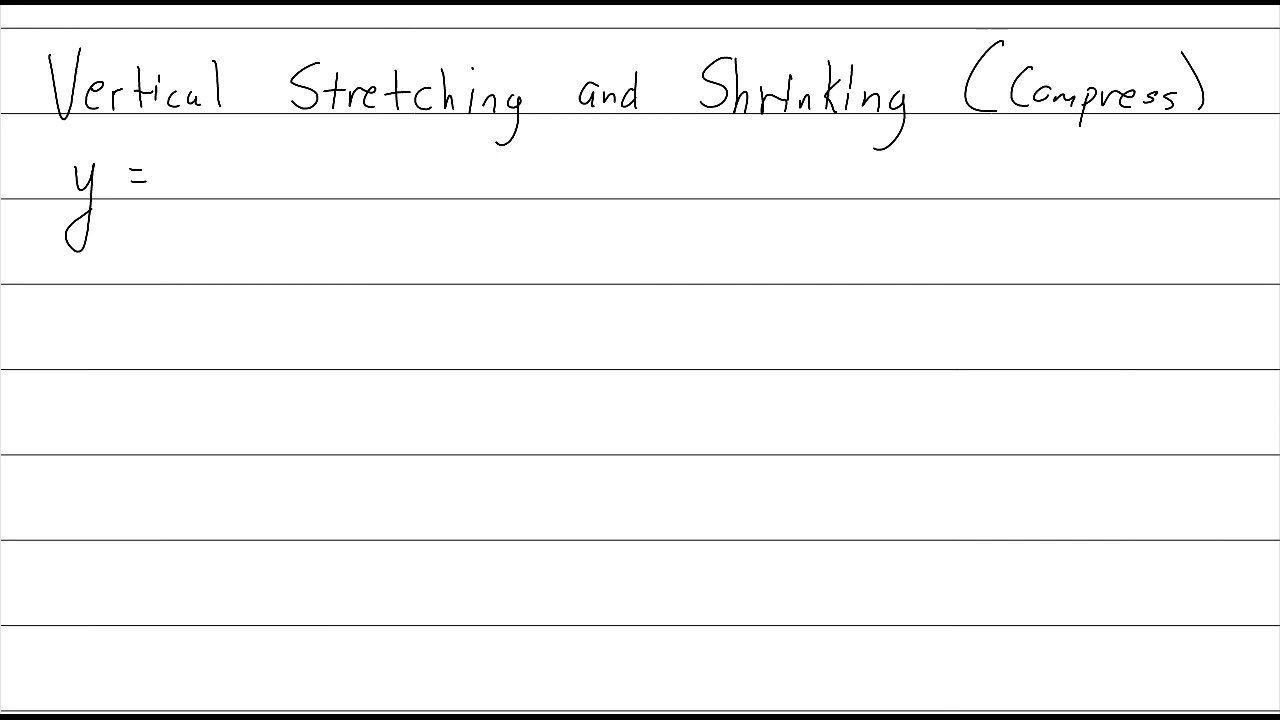 Vertical Stretching and Shrinking (Compress)
y =